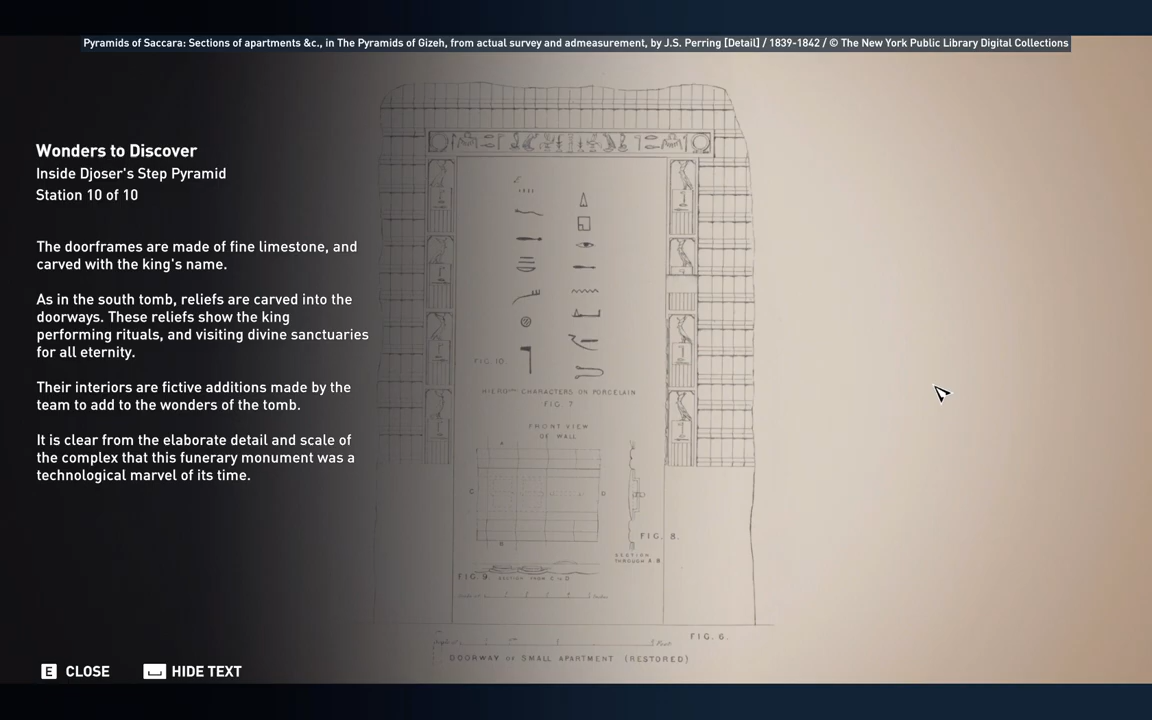 Pyramids of Saccara: Sections of apartments &c., in The Pyramids of Gizeh, from actual survey and admeasurement, by J.S. Perring [Detail] / 1839-1842 / © The New York Public Library Digital Collections
Wonders to Discover
Inside Djoser's Step Pyramid
Station 10 of 10
The doorframes are made of fine limestone, and
carved with the king's name.
As in the south tomb, reliefs are carved into the
doorways. These reliefs show the king
performing rituals, and visiting divine sanctuaries
for all eternity.
Their interiors are fictive additions made by the
team to add to the wonders of the tomb.
It is clear from the elaborate detail and scale of
the complex that this funerary monument was a
technological marvel of its time.
E CLOSE
HIDE TEXT
FIG. 10.
CHARACTERS ON PORCELAIN
FIG. 7
FRONT VIEW
OF WALL
A
C
D
B
FIG. 8.
SECTION
THROUGH A.B
FIG. 9. SECTION FROM C to D
FIG. 6.
DOORWAY OF SMALL APARTMENT (RESTORED)